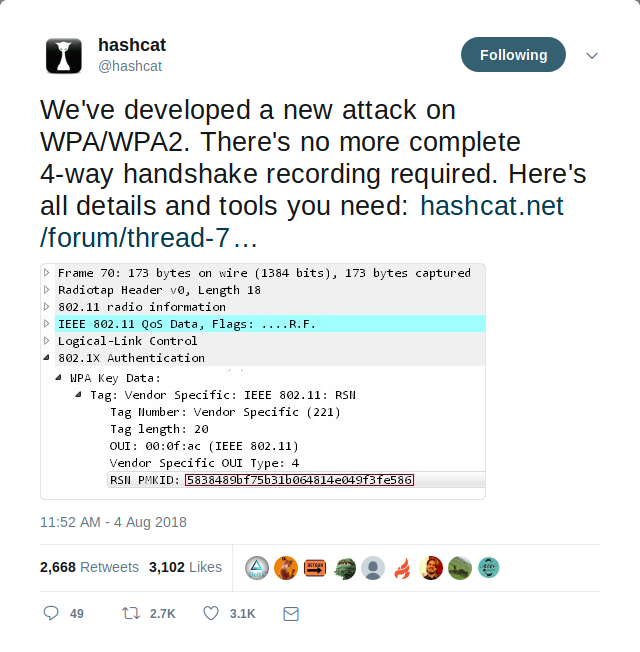 hashcat
@hashcat
Following
We've developed a new attack on
WPA/WPA2. There's no more complete
4-way handshake recording required. Here's
all details and tools you need: hashcat.net
/forum/thread-7…
Frame 70: 173 bytes on wire (1384 bits), 173 bytes captured
Radiotap Header v0, Length 18
802.11 radio information
IEEE 802.11 QoS Data, Flags: ....R.F.
Logical-Link Control
802.1X Authentication
WPA Key Data:
Tag: Vendor Specific: IEEE 802.11: RSN
Tag Number: Vendor Specific (221)
Tag length: 20
OUI: 00:0f:ac (IEEE 802.11)
Vendor Specific OUI Type: 4
RSN PMKID: 5838489bf75b31b064814e049f3fe586
11:52 AM - 4 Aug 2018
2,668 Retweets 3,102 Likes
49 2.7K 3.1K